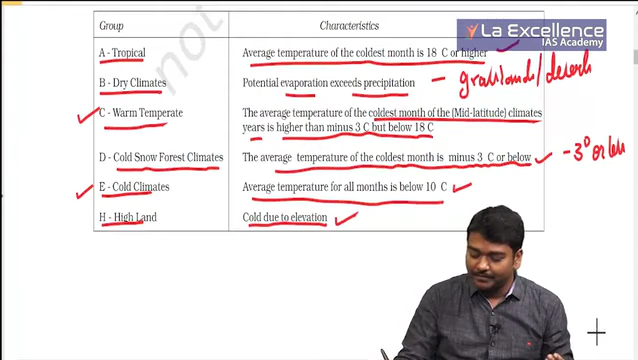 Group Characteristics
La Excellence
IAS Academy
A - Tropical Average temperature of the coldest month is 18 C or higher
B - Dry Climates Potential evaporation exceeds precipitation - grasslands/deserts
C - Warm Temperate The average temperature of the coldest month of the (Mid-latitude) climates
years is higher than minus 3 C but below 18 C
D - Cold Snow Forest Climates The average temperature of the coldest month is minus 3 C or below -3° or less
E - Cold Climates Average temperature for all months is below 10 C
H - High Land Cold due to elevation
not